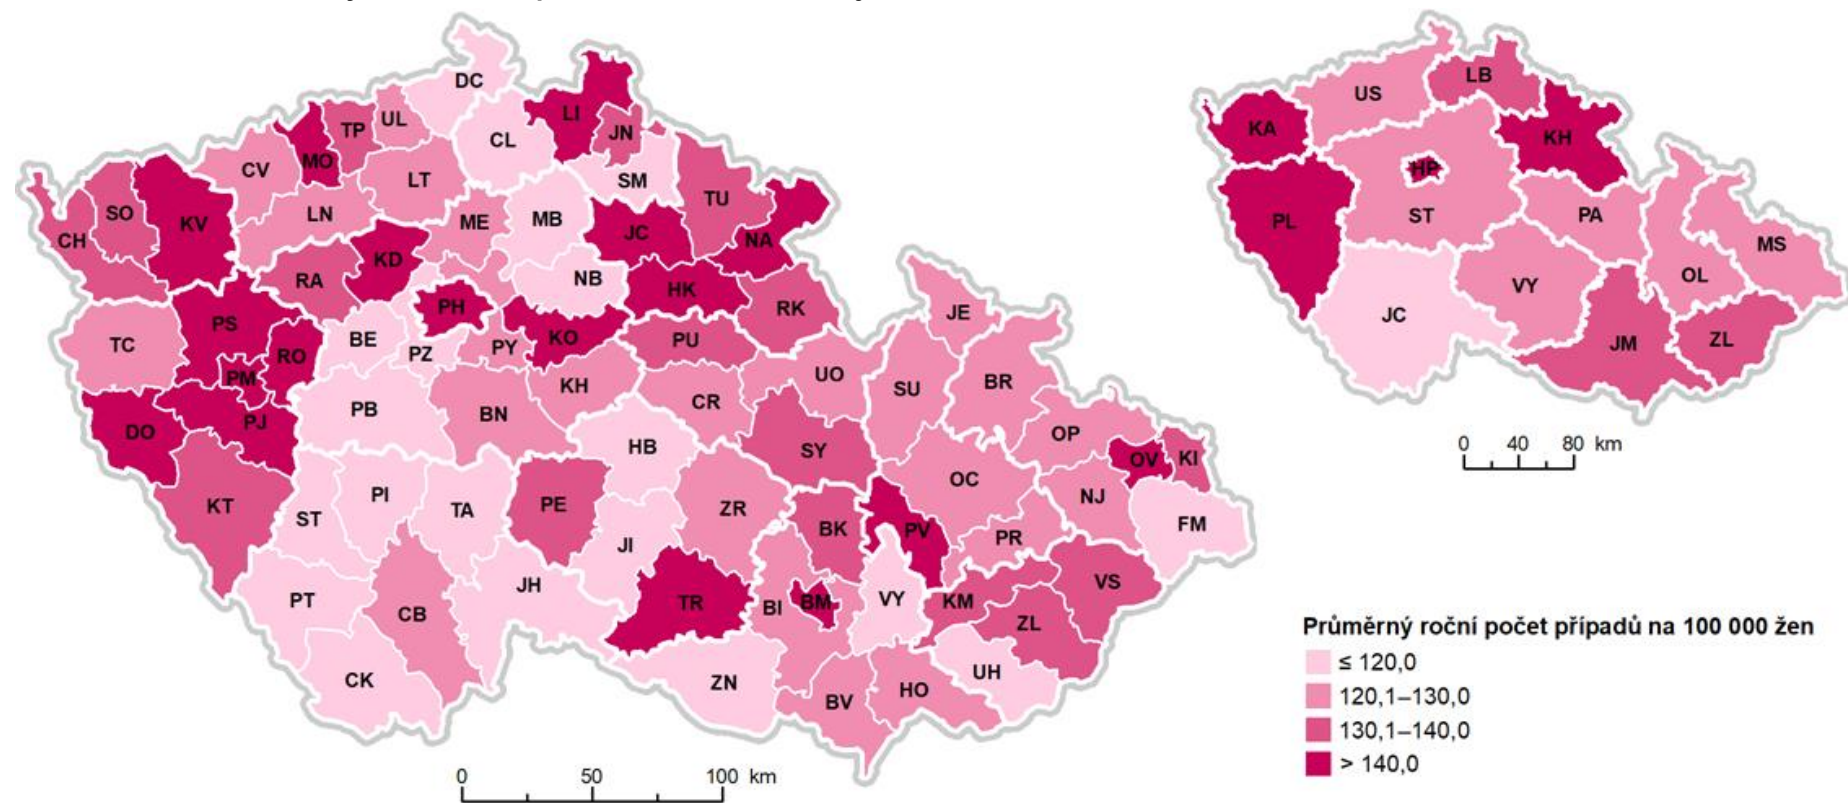 DC
LI
TP
UL
JN
CL
MO
CV
LT
SM
SO
KV
LN
ME
MB
TU
CH
JC
NA
KD
RA
NB
HK
PH
RK
PS
KO
TC
BE
PZ
PY
PU
RO
PM
JE
UO
KH
SU
BR
CR
PB
BN
DO
PJ
HB
OP
SY
OV
KI
OC
PI
NJ
KT
ST
TA
PE
ZR
FM
BK
PV
PR
JI
JH
VS
PT
CB
TR
BI
BM
VY
KM
ZL
CK
ZN
UH
BV
HO
0 50 100 km
US
LB
KA
KH
HP
PL
ST
PA
MS
VY
OL
JC
JM
ZL
0 40 80 km
Průměrný roční počet případů na 100 000 žen
≤ 120,0
120,1–130,0
130,1–140,0
> 140,0